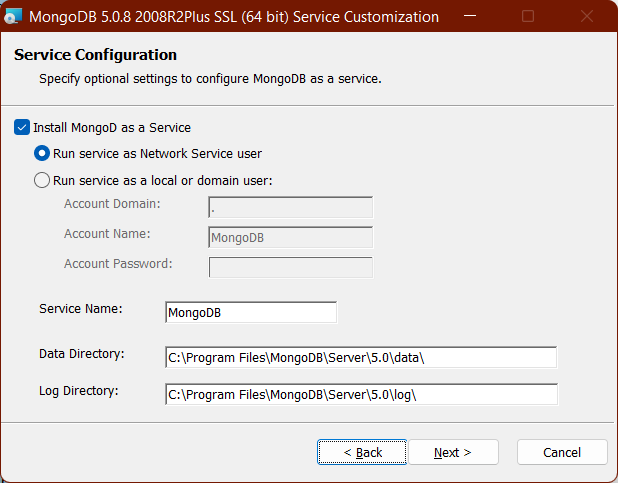 MongoDB 5.0.8 2008R2Plus SSL (64 bit) Service Customization
Service Configuration
Specify optional settings to configure MongoDB as a service.
Install MongoD as a Service
Run service as Network Service user
Run service as a local or domain user:
Account Domain: .
Account Name: MongoDB
Account Password:
Service Name: MongoDB
Data Directory: C:\Program Files\MongoDB\Server\5.0\data\
Log Directory: C:\Program Files\MongoDB\Server\5.0\log\
< Back Next > Cancel